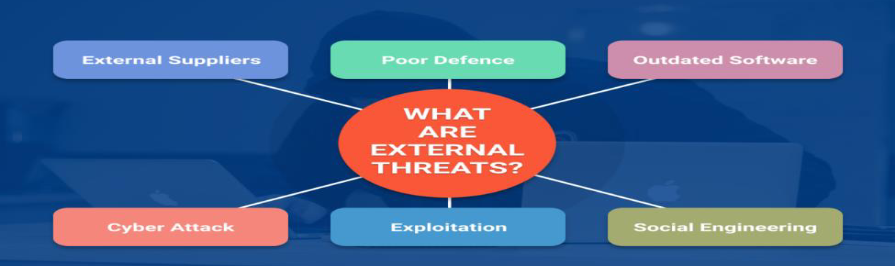 External Suppliers
Poor Defence
Outdated Software
WHAT
ARE
EXTERNAL
THREATS?
Cyber Attack
Exploitation
Social Engineering